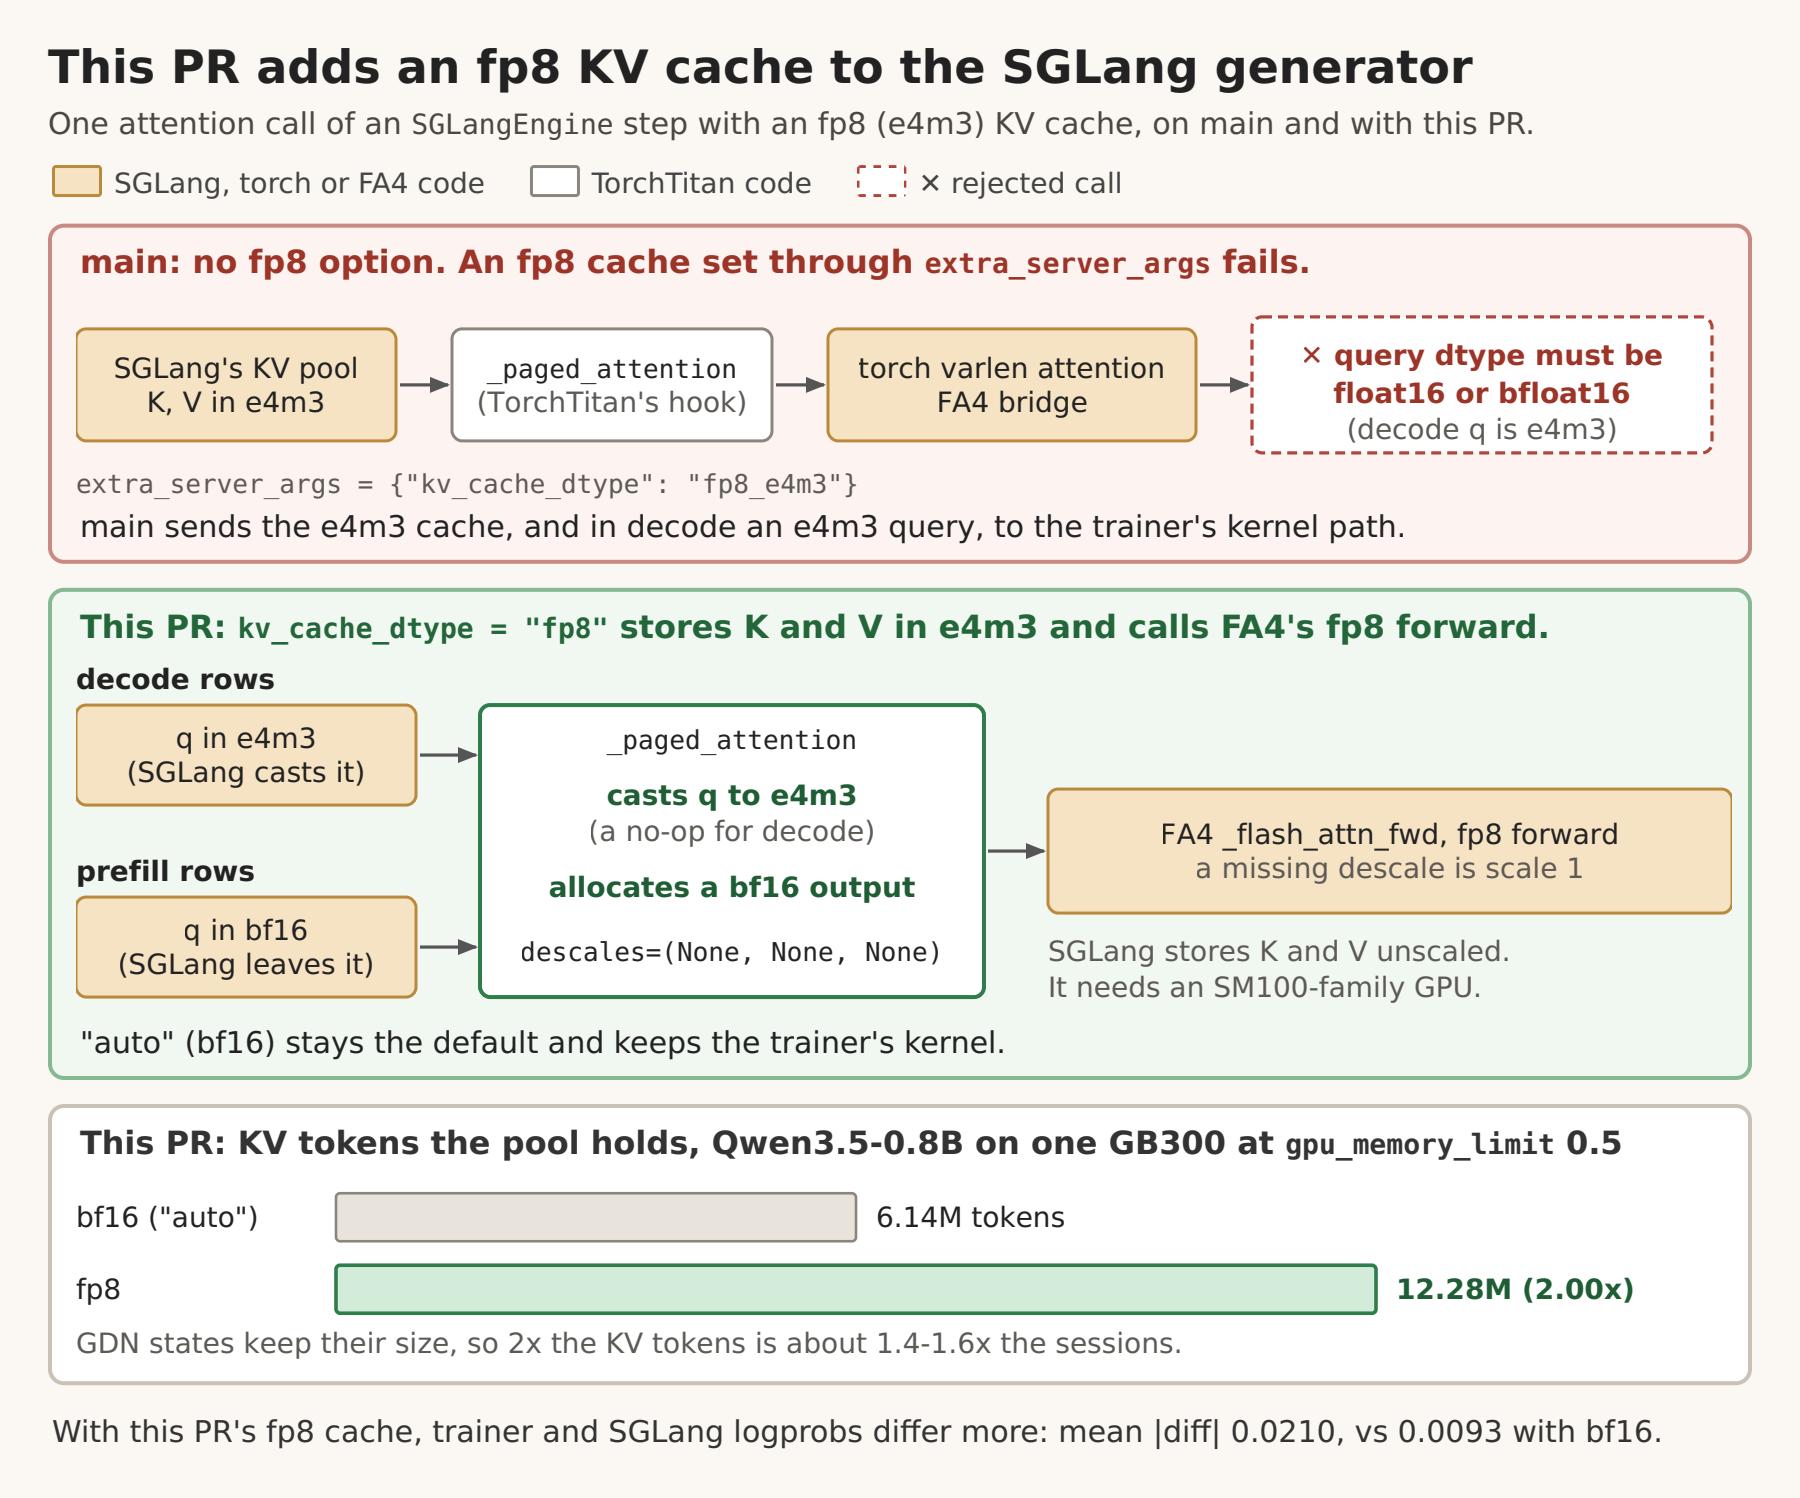 This PR adds an fp8 KV cache to the SGLang generator
One attention call of an SGLangEngine step with an fp8 (e4m3) KV cache, on main and with this PR.
SGLang, torch or FA4 code
TorchTitan code
✕ rejected call
main: no fp8 option. An fp8 cache set through extra_server_args fails.
SGLang's KV pool
K, V in e4m3
_paged_attention
(TorchTitan's hook)
torch varlen attention
FA4 bridge
✕ query dtype must be
float16 or bfloat16
(decode q is e4m3)
extra_server_args = {"kv_cache_dtype": "fp8_e4m3"}
main sends the e4m3 cache, and in decode an e4m3 query, to the trainer's kernel path.
This PR: kv_cache_dtype = "fp8" stores K and V in e4m3 and calls FA4's fp8 forward.
decode rows
q in e4m3
(SGLang casts it)
prefill rows
q in bf16
(SGLang leaves it)
_paged_attention
casts q to e4m3
(a no-op for decode)
allocates a bf16 output
descales=(None, None, None)
FA4 _flash_attn_fwd, fp8 forward
a missing descale is scale 1
SGLang stores K and V unscaled.
It needs an SM100-family GPU.
"auto" (bf16) stays the default and keeps the trainer's kernel.
This PR: KV tokens the pool holds, Qwen3.5-0.8B on one GB300 at gpu_memory_limit 0.5
bf16 ("auto")
6.14M tokens
fp8
12.28M (2.00x)
GDN states keep their size, so 2x the KV tokens is about 1.4-1.6x the sessions.
With this PR's fp8 cache, trainer and SGLang logprobs differ more: mean |diff| 0.0210, vs 0.0093 with bf16.